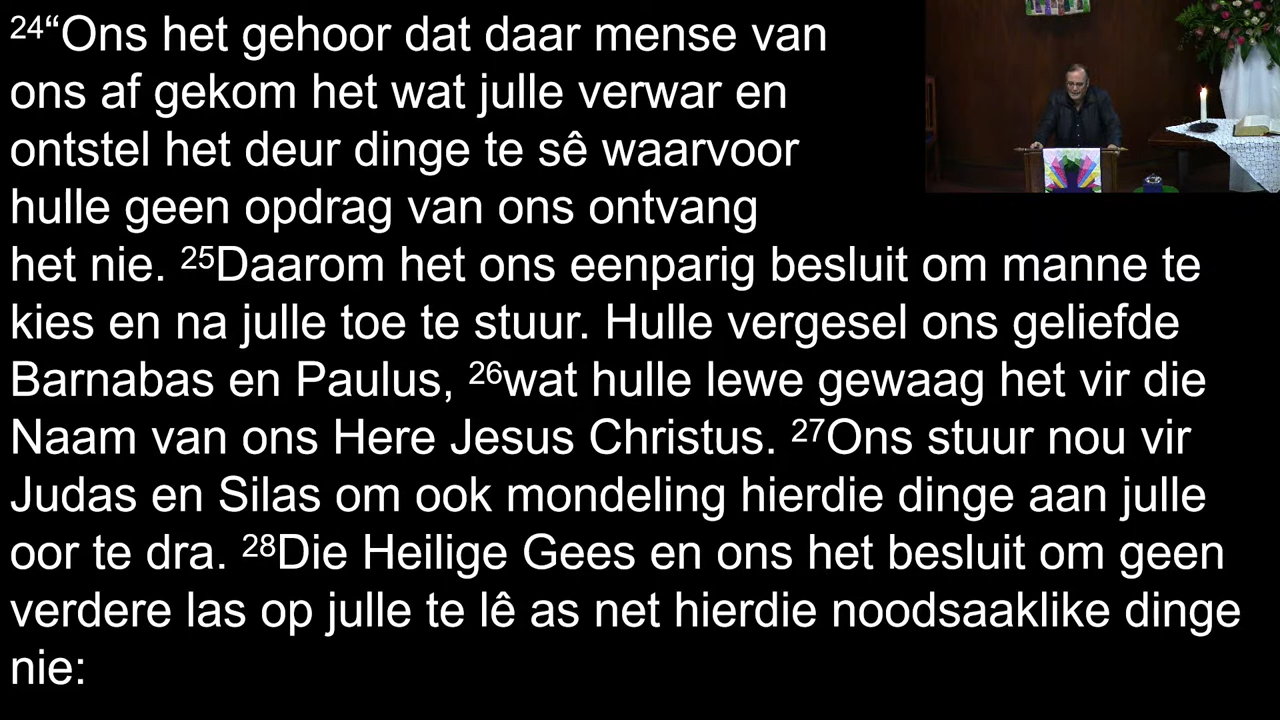 24“Ons het gehoor dat daar mense van
ons af gekom het wat julle verwar en
ontstel het deur dinge te sê waarvoor
hulle geen opdrag van ons ontvang
het nie. 25Daarom het ons eenparig besluit om manne te
kies en na julle toe te stuur. Hulle vergesel ons geliefde
Barnabas en Paulus, 26wat hulle lewe gewaag het vir die
Naam van ons Here Jesus Christus. 27Ons stuur nou vir
Judas en Silas om ook mondeling hierdie dinge aan julle
oor te dra. 28Die Heilige Gees en ons het besluit om geen
verdere las op julle te lê as net hierdie noodsaaklike dinge
nie: